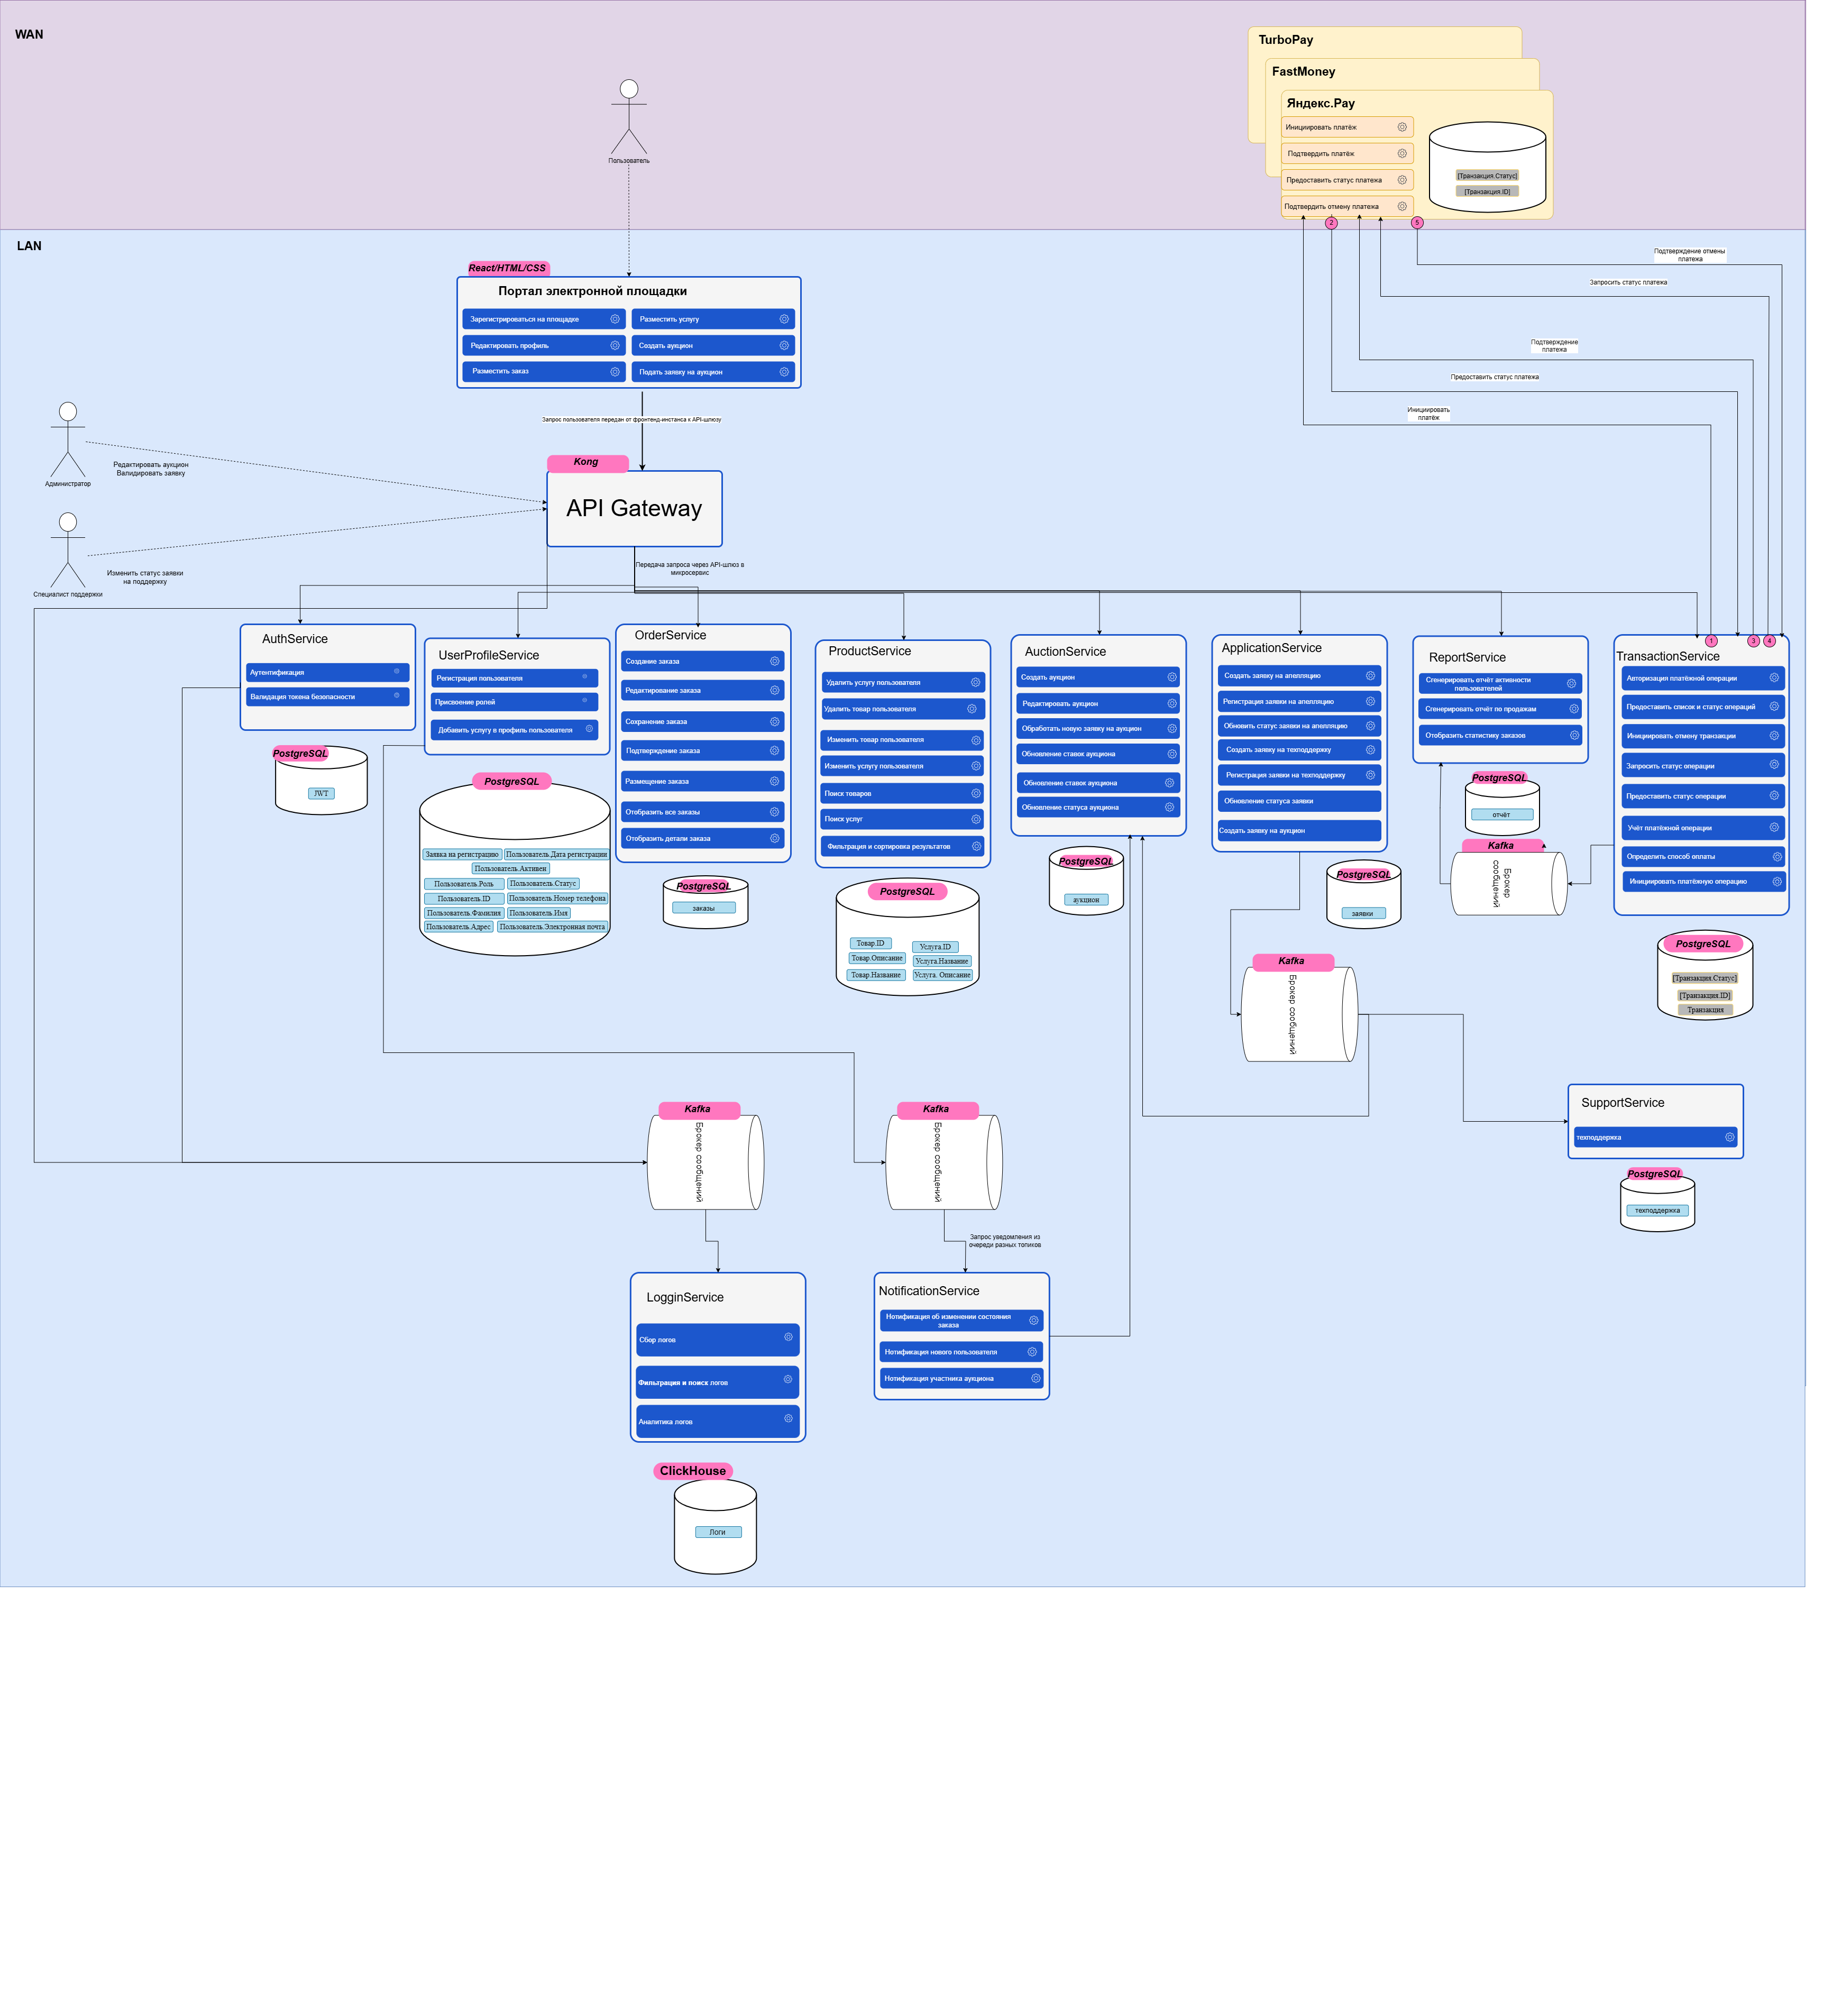 WAN
TurboPay
FastMoney
Яндекс.Pay
Инициировать платёж
Подтвердить платёж
Предоставить статус платежа
Подтвердить отмену платежа
[Транзакция.Статус]
[Транзакция.ID]
2
5
Пользователь
LAN
Подтверждение отмены
платежа
Запросить статус платежа
Подтверждение
платежа
Предоставить статус платежа
Инициировать
платёж
React/HTML/CSS
Портал электронной площадки
Зарегистрироваться на площадке
Разместить услугу
Редактировать профиль
Создать аукцион
Разместить заказ
Подать заявку на аукцион
Запрос пользователя передан от фронтенд-инстанса к API-шлюзу
Администратор
Редактировать аукцион
Валидировать заявку
Kong
API Gateway
Специалист поддержки
Изменить статус заявки
на поддержку
Передача запроса через API-шлюз в
микросервис
AuthService
Аутентификация
Валидация токена безопасности
PostgreSQL
JWT
UserProfileService
Регистрация пользователя
Присвоение ролей
Добавить услугу в профиль пользователя
PostgreSQL
Заявка на регистрацию
Пользователь.Дата регистрации
Пользователь.Активен
Пользователь.Роль
Пользователь.Статус
Пользователь.ID
Пользователь.Номер телефона
Пользователь.Фамилия
Пользователь.Имя
Пользователь.Адрес
Пользователь.Электронная почта
OrderService
Создание заказа
Редактирование заказа
Сохранение заказа
Подтверждение заказа
Размещение заказа
Отобразить все заказы
Отобразить детали заказа
PostgreSQL
заказы
ProductService
Удалить услугу пользователя
Удалить товар пользователя
Изменить товар пользователя
Изменить услугу пользователя
Поиск товаров
Поиск услуг
Фильтрация и сортировка результатов
PostgreSQL
Товар.ID
Услуга.ID
Товар.Описание
Услуга.Название
Товар.Название
Услуга. Описание
AuctionService
Создать аукцион
Редактировать аукцион
Обработать новую заявку на аукцион
Обновление ставок аукциона
Обновление ставок аукциона
Обновление статуса аукциона
PostgreSQL
аукцион
ApplicationService
Создать заявку на апелляцию
Регистрация заявки на апелляцию
Обновить статус заявки на апелляцию
Создать заявку на техподдержку
Регистрация заявки на техподдержку
Обновление статуса заявки
Создать заявку на аукцион
PostgreSQL
заявки
ReportService
Сгенерировать отчёт активности
пользователей
Сгенерировать отчёт по продажам
Отобразить статистику заказов
PostgreSQL
отчёт
Kafka
Брокер
сообщений
1
3
4
TransactionService
Авторизация платёжной операции
Предоставить список и статус операций
Инициировать отмену транзакции
Запросить статус операции
Предоставить статус операции
Учёт платёжной операции
Определить способ оплаты
Инициировать платёжную операцию
PostgreSQL
[Транзакция.Статус]
[Транзакция.ID]
Транзакция
Kafka
Брокер сообщений
SupportService
техподдержка
PostgreSQL
техподдержка
Kafka
Брокер сообщений
Kafka
Брокер сообщений
Запрос уведомления из
очереди разных топиков
LogginService
Сбор логов
Фильтрация и поиск логов
Аналитика логов
ClickHouse
Логи
NotificationService
Нотификация об изменении состояния
заказа
Нотификация нового пользователя
Нотификация участника аукциона